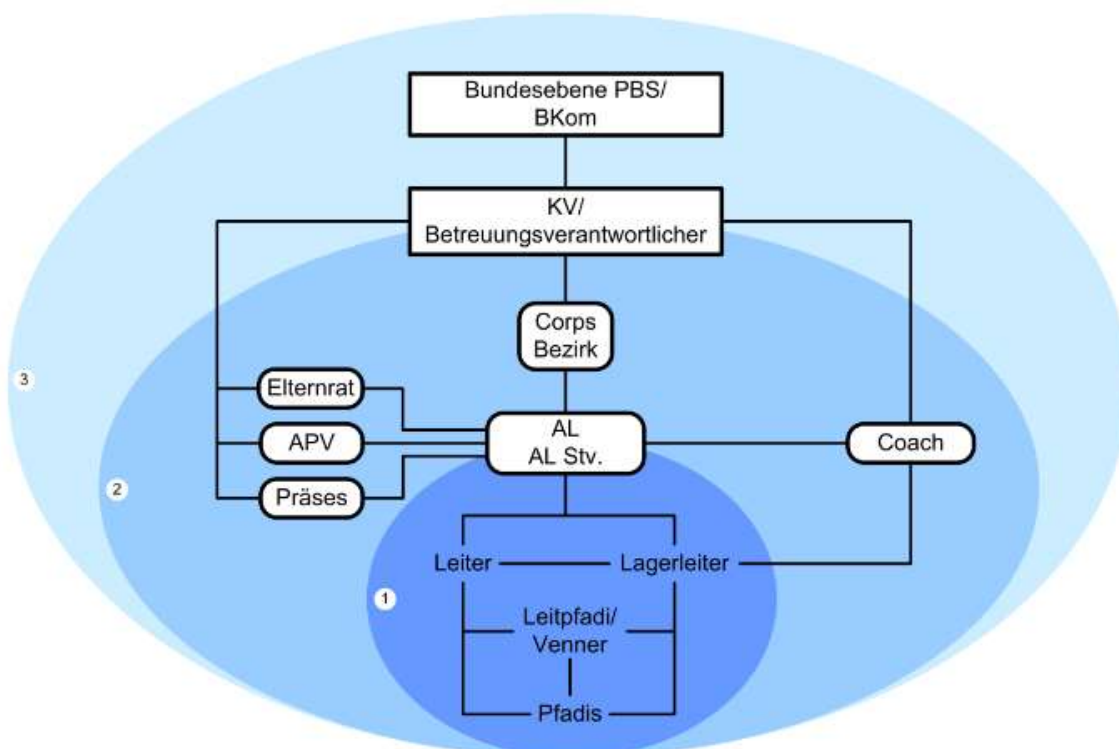 Bundesebene PBS/
BKom
KV/
Betreuungsverantwortlicher
Corps
Bezirk
3
Elternrat
AL
AL Stv.
APV
Coach
2
Präses
Leiter
Lagerleiter
1
Leitpfadi/
Venner
Pfadis